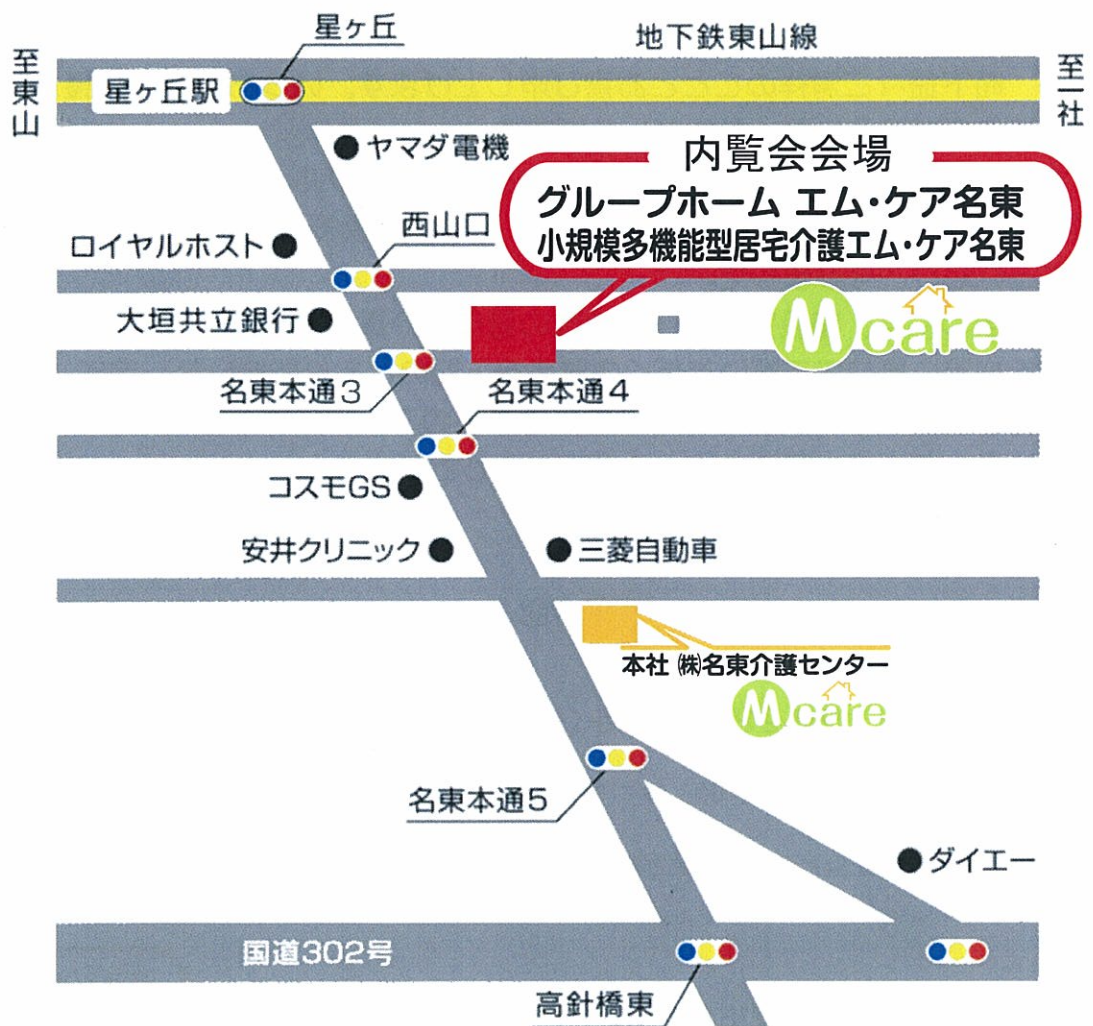 星ヶ丘
地下鉄東山線
至東山
星ヶ丘駅
至一社
ヤマダ電機
内覧会会場
グループホーム エム・ケア名東
小規模多機能型居宅介護エム・ケア名東
西山口
ロイヤルホスト
大垣共立銀行
Mcare
名東本通3
名東本通4
コスモGS
安井クリニック
三菱自動車
本社 ㈱名東介護センター
Mcare
名東本通5
ダイエー
国道302号
高針橋東